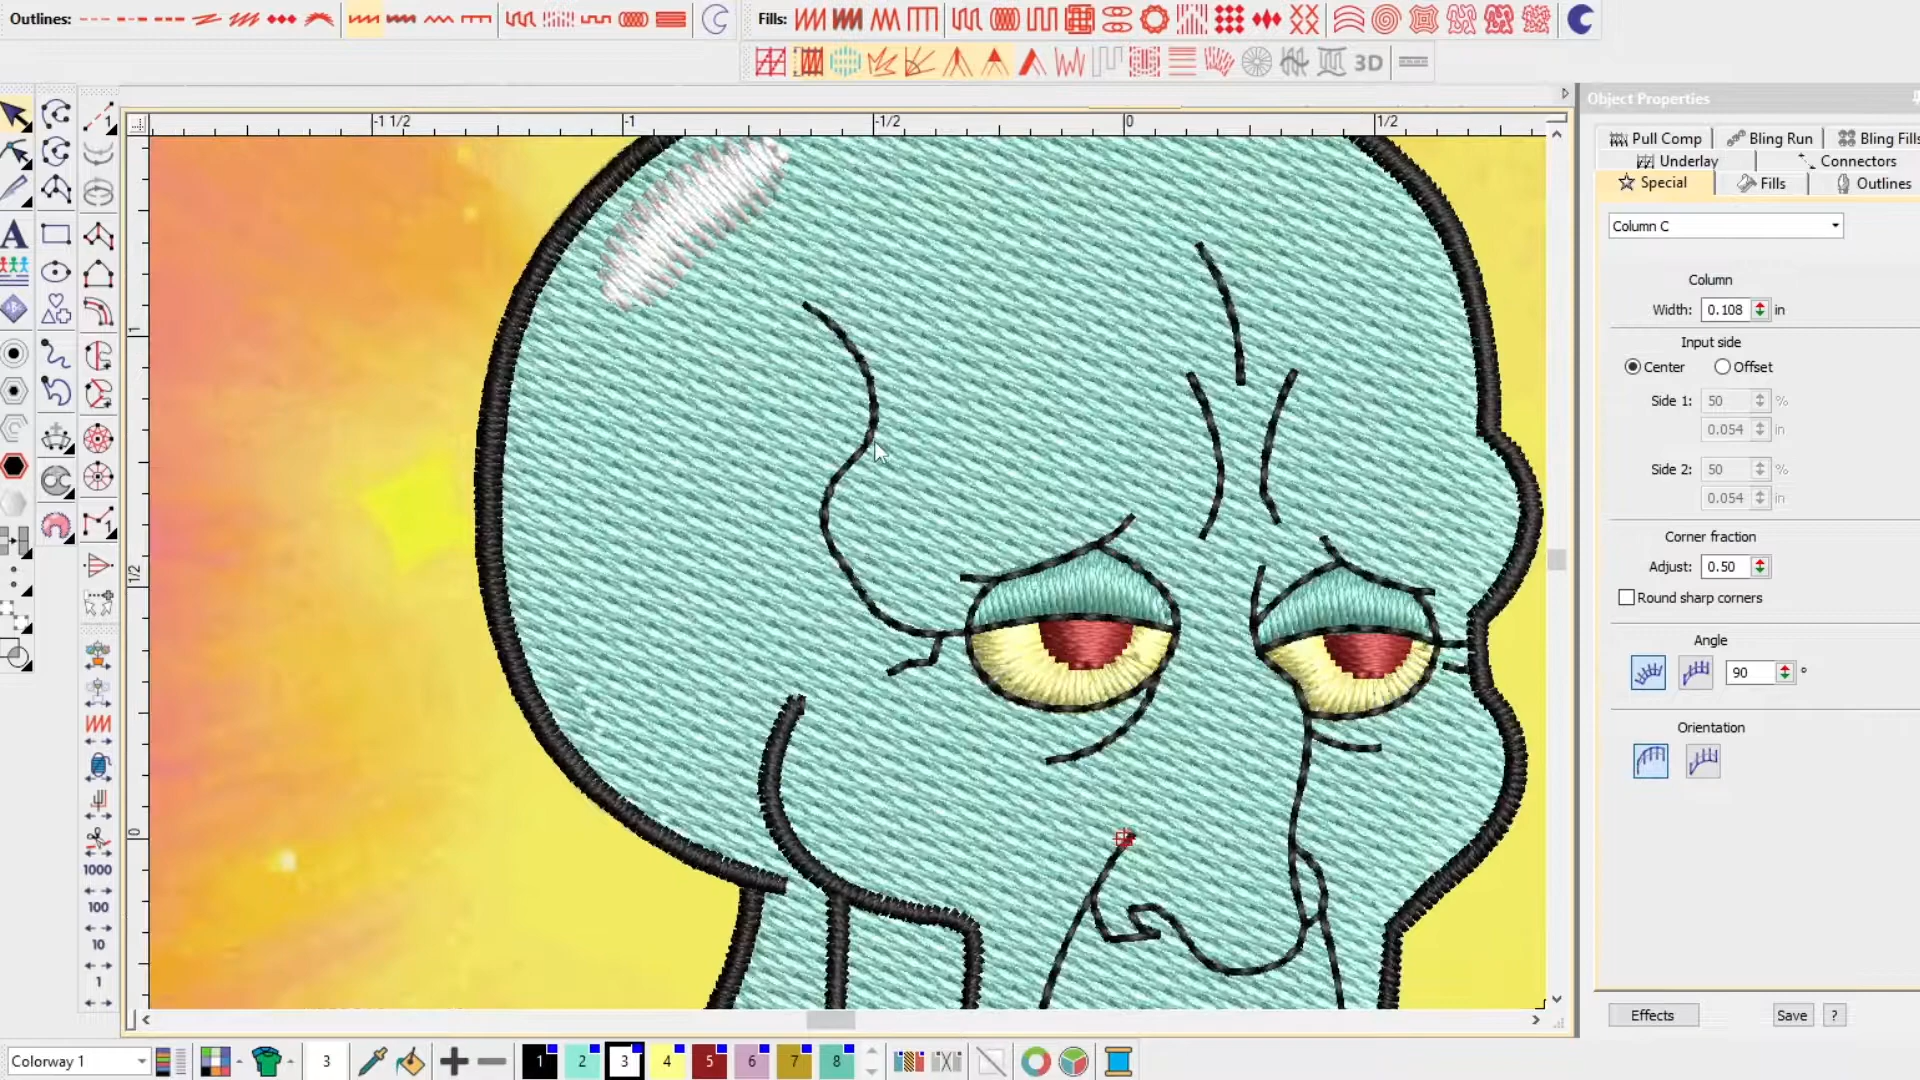 Outlines:
Fills:
3D
Object Properties
Pull Comp
Bling Run
Bling Fills
Underlay
Connectors
Special
Fills
Outlines
Column C
Column
Width: 0.108 in
Input side
Center
Offset
Side 1: 50 %
0.054 in
Side 2: 50 %
0.054 in
Corner fraction
Adjust: 0.50
Round sharp corners
Angle
90 °
Orientation
Effects
Save
?
-1 1/2
-1
-1/2
0
1/2
1
1/2
0
A
1
1
1000
100
10
1
Colorway 1
3
1
2
3
4
5
6
7
8